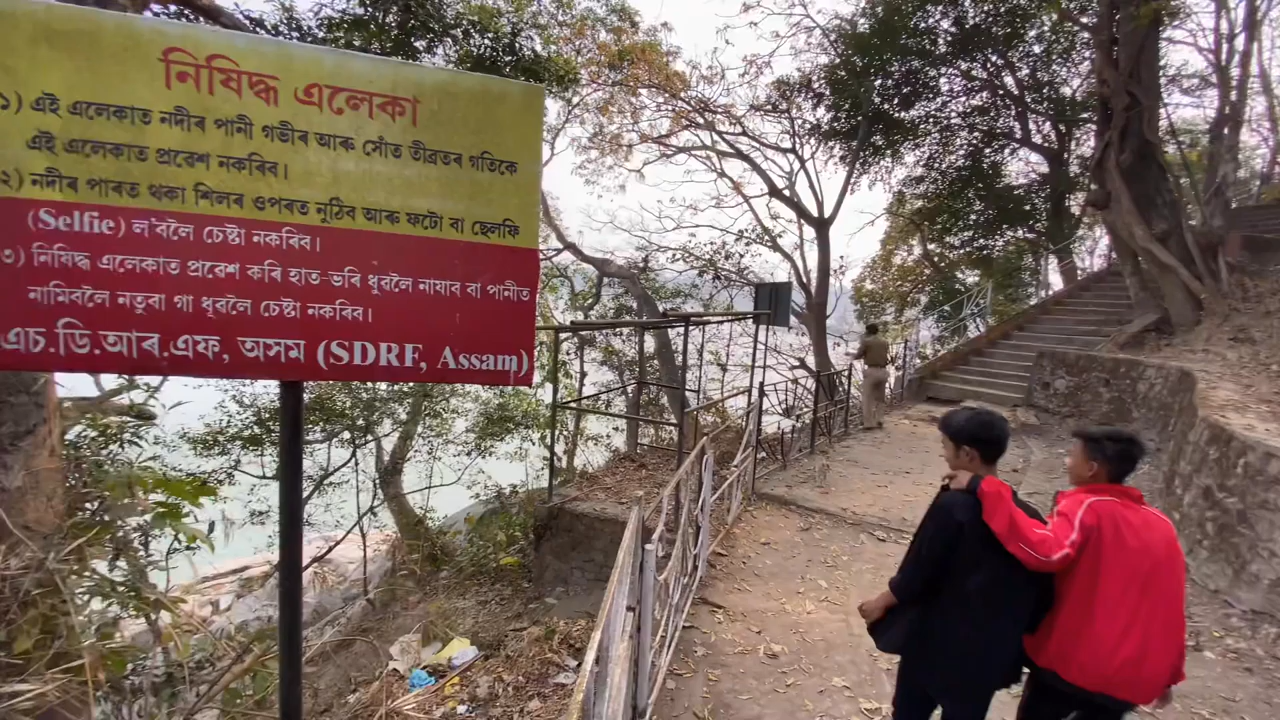 নিষিদ্ধ এলেকা
১) এই এলেকাত নদীৰ পানী গভীৰ আৰু সোঁত তীব্ৰতৰ গতিকে
এই এলেকাত প্ৰৱেশ নকৰিব।
২) নদীৰ পাৰত থকা শিলৰ ওপৰত নুঠিব আৰু ফটো বা ছেলফি
(Selfie) ল'বলৈ চেষ্টা নকৰিব।
৩) নিষিদ্ধ এলেকাত প্ৰৱেশ কৰি হাত-ভৰি ধুবলৈ নাযাব বা পানীত
নামিবলৈ নতুবা গা ধূবলৈ চেষ্টা নকৰিব।
এচ.ডি.আৰ.এফ, অসম (SDRF, Assam)